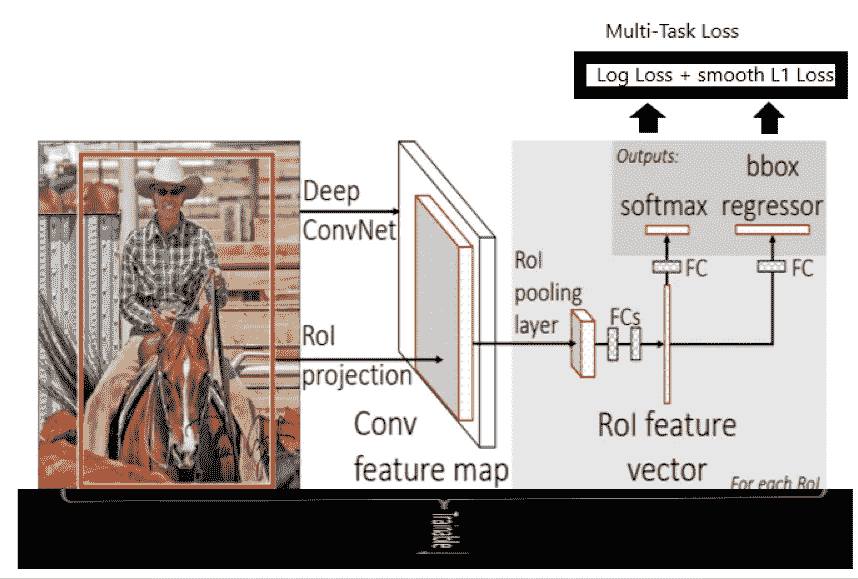 Multi-Task Loss
Log Loss + smooth L1 Loss
Outputs:
bbox
softmax
regressor
Deep
ConvNet
FC
FC
RoI
pooling
layer
FCs
RoI
projection
Conv
feature map
RoI feature
vector
For each RoI